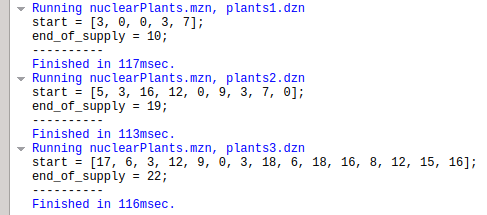 Running nuclearPlants.mzn, plants1.dzn
start = [3, 0, 0, 3, 7];
end_of_supply = 10;
----------
Finished in 117msec.
Running nuclearPlants.mzn, plants2.dzn
start = [5, 3, 16, 12, 0, 9, 3, 7, 0];
end_of_supply = 19;
----------
Finished in 113msec.
Running nuclearPlants.mzn, plants3.dzn
start = [17, 6, 3, 12, 9, 0, 3, 18, 6, 18, 16, 8, 12, 15, 16];
end_of_supply = 22;
----------
Finished in 116msec.